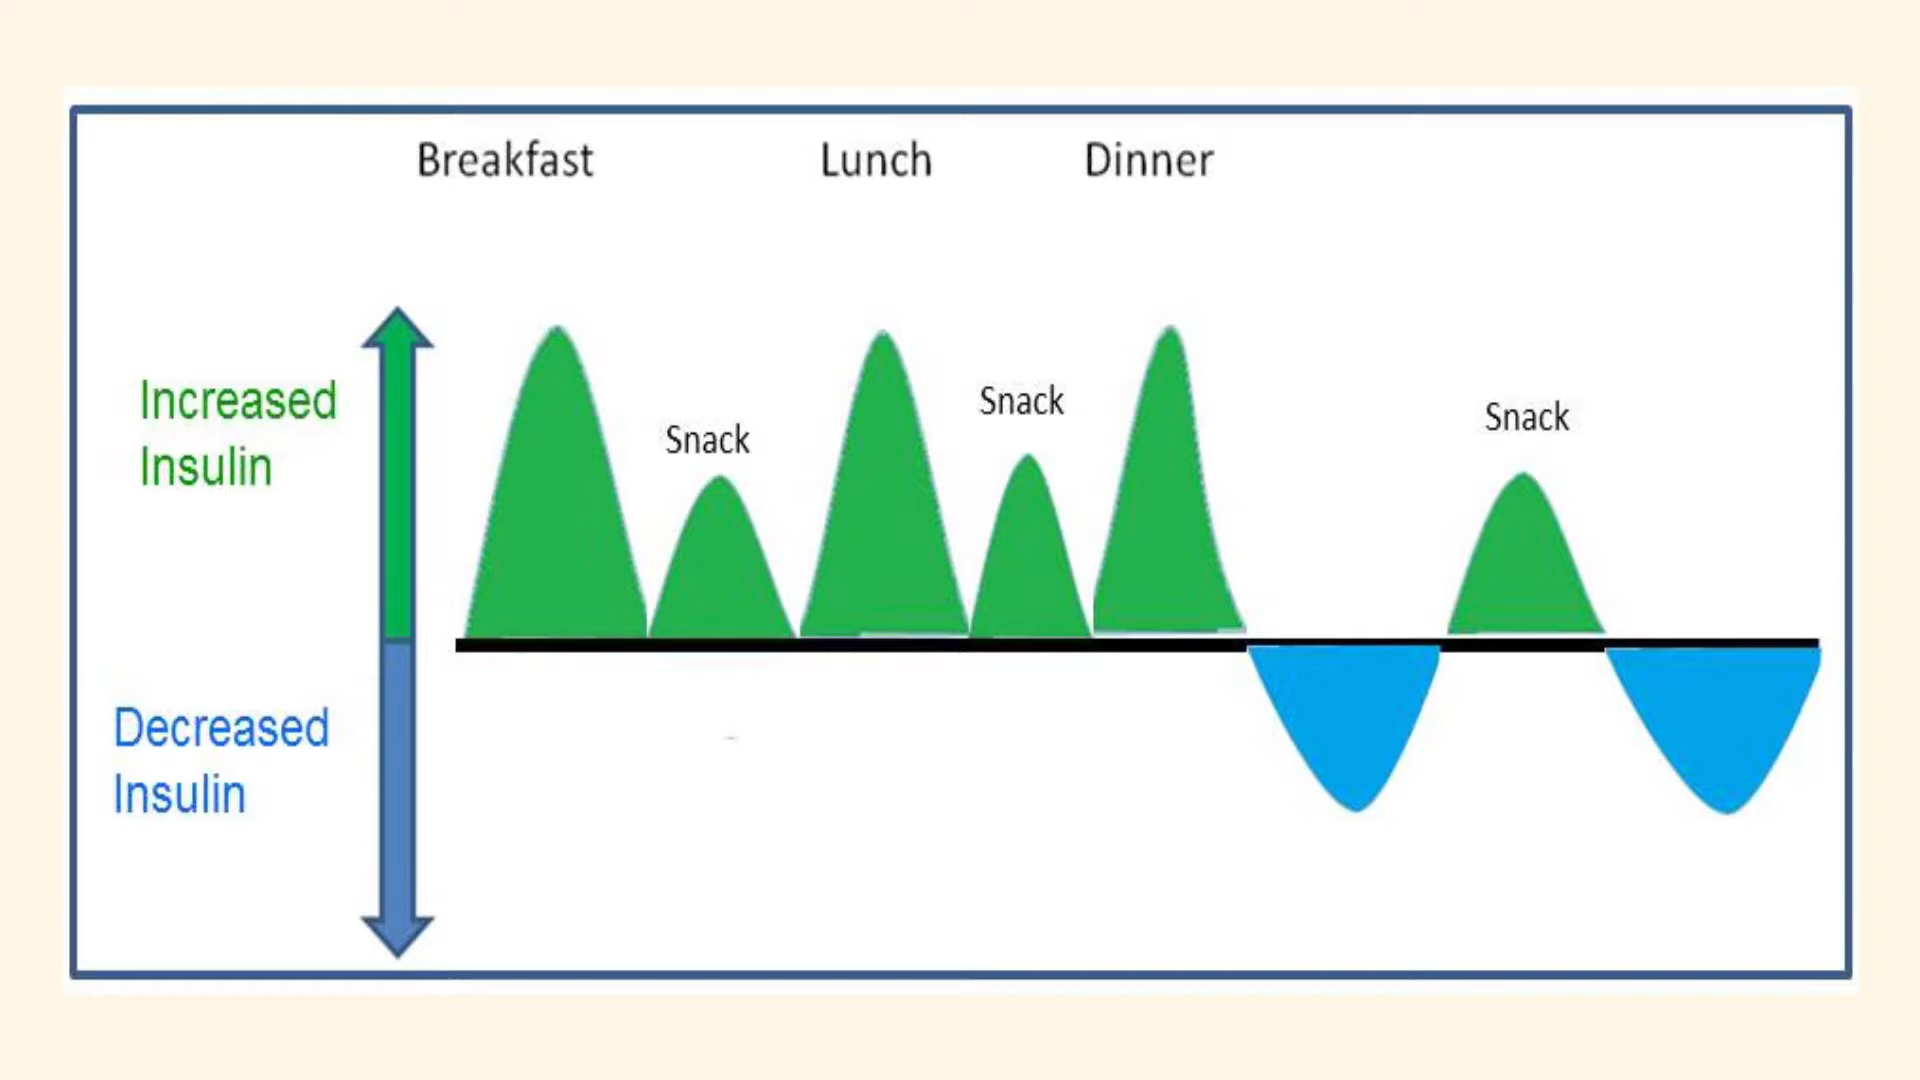 Breakfast
Lunch
Dinner
Increased
Insulin
Snack
Snack
Snack
Decreased
Insulin